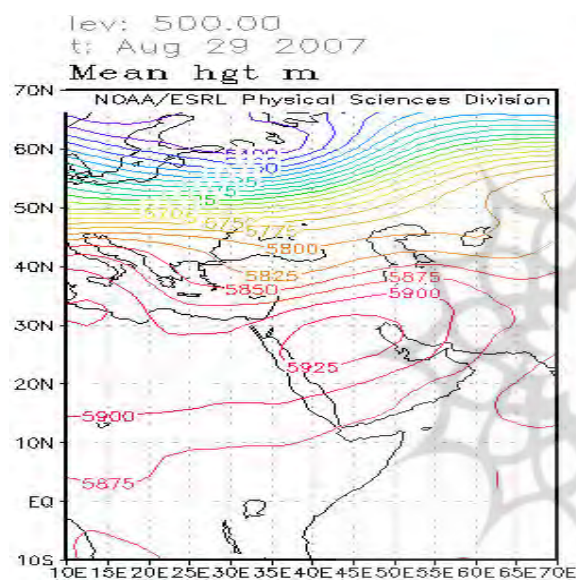 lev: 500.00
t: Aug 29 2007
Mean hgt m
NOAA/ESRL Physical Sciences Division
70N
60N
50N
40N
30N
20N
10N
EQ
10S
5705
5775
5800
5825
5850
5875
5900
5925
5900
5875
10E 15E 20E 25E 30E 35E 40E 45E 50E 55E 60E 65E 70E